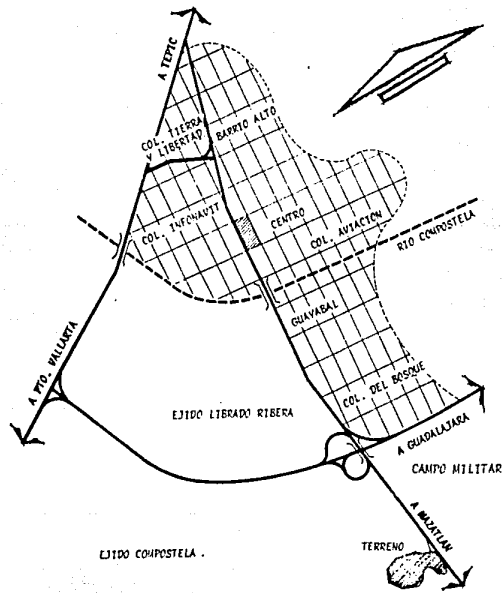 A TEPIC
COL. TIERRA
Y LIBERTAD
BARRIO ALTO
COL. INFONAVIT
CENTRO
COL. AVIACION
RIO COMPOSTELA
GUAYABAL
A PTO. VALLARTA
COL. DEL BOSQUE
EJIDO LIBRADO RIBERA
A GUADALAJARA
CAMPO MILITAR
A MAZATLAN
EJIDO COMPOSTELA .
TERRENO